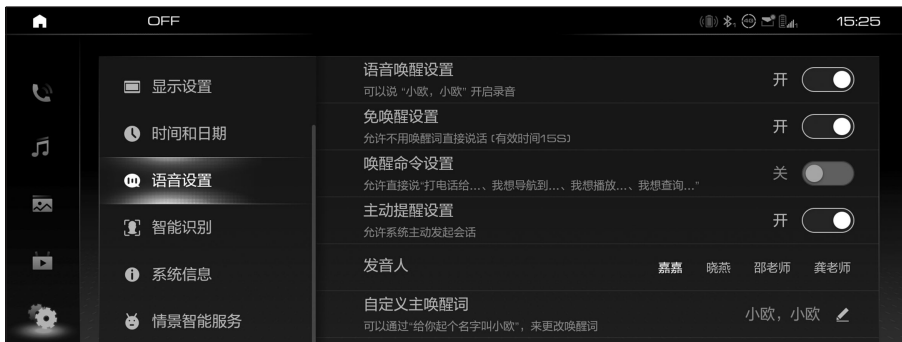 OFF
4G
15:25
显示设置
时间和日期
语音设置
智能识别
系统信息
情景智能服务
语音唤醒设置
可以说“小欧，小欧”开启录音
开
免唤醒设置
允许不用唤醒词直接说话（有效时间15S）
开
唤醒命令设置
允许直接说“打电话给...、我想导航到...、我想播放...、我想查询...”
关
主动提醒设置
允许系统主动发起会话
开
发音人
嘉嘉 晓燕 邵老师 龚老师
自定义主唤醒词
可以通过“给你起个名字叫小欧”，来更改唤醒词
小欧，小欧